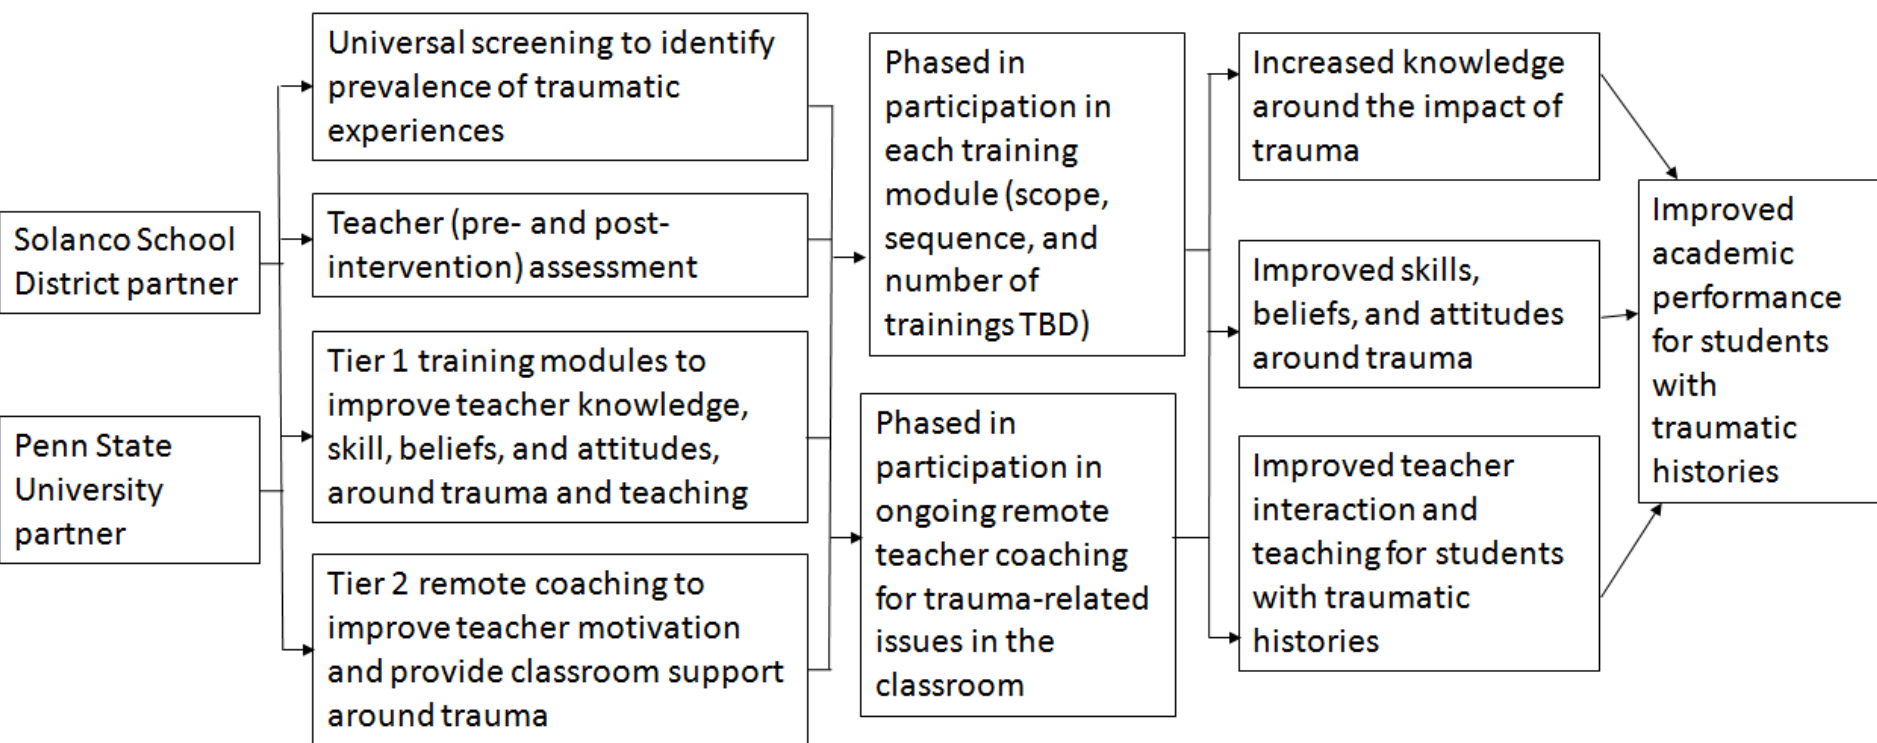 Solanco School
District partner
Penn State
University
partner
Universal screening to identify
prevalence of traumatic
experiences
Teacher (pre- and post-
intervention) assessment
Tier 1 training modules to
improve teacher knowledge,
skill, beliefs, and attitudes,
around trauma and teaching
Tier 2 remote coaching to
improve teacher motivation
and provide classroom support
around trauma
Phased in
participation in
each training
module (scope,
sequence, and
number of
trainings TBD)
Phased in
participation in
ongoing remote
teacher coaching
for trauma-related
issues in the
classroom
Increased knowledge
around the impact of
trauma
Improved skills,
beliefs, and attitudes
around trauma
Improved teacher
interaction and
teaching for students
with traumatic
histories
Improved
academic
performance
for students
with
traumatic
histories